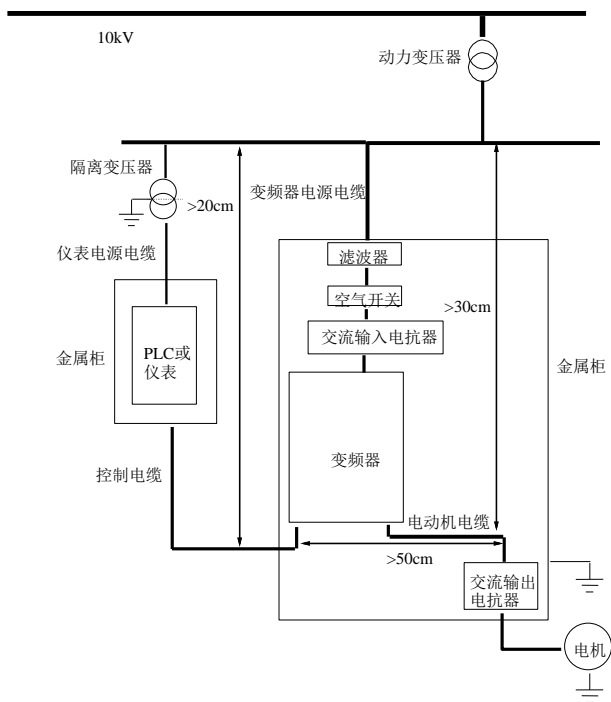 10kV
动力变压器
隔离变压器
>20cm
变频器电源电缆
仪表电源电缆
滤波器
空气开关
>30cm
交流输入电抗器
PLC或
仪表
金属柜
金属柜
变频器
控制电缆
电动机电缆
>50cm
交流输出
电抗器
电机